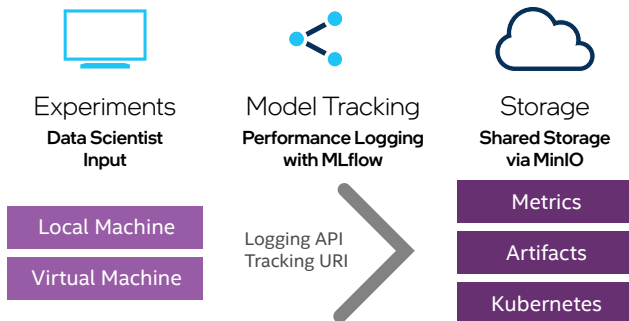 Experiments
Data Scientist
Input
Local Machine
Virtual Machine
Model Tracking
Performance Logging
with MLflow
Logging API
Tracking URI
Storage
Shared Storage
via MinIO
Metrics
Artifacts
Kubernetes